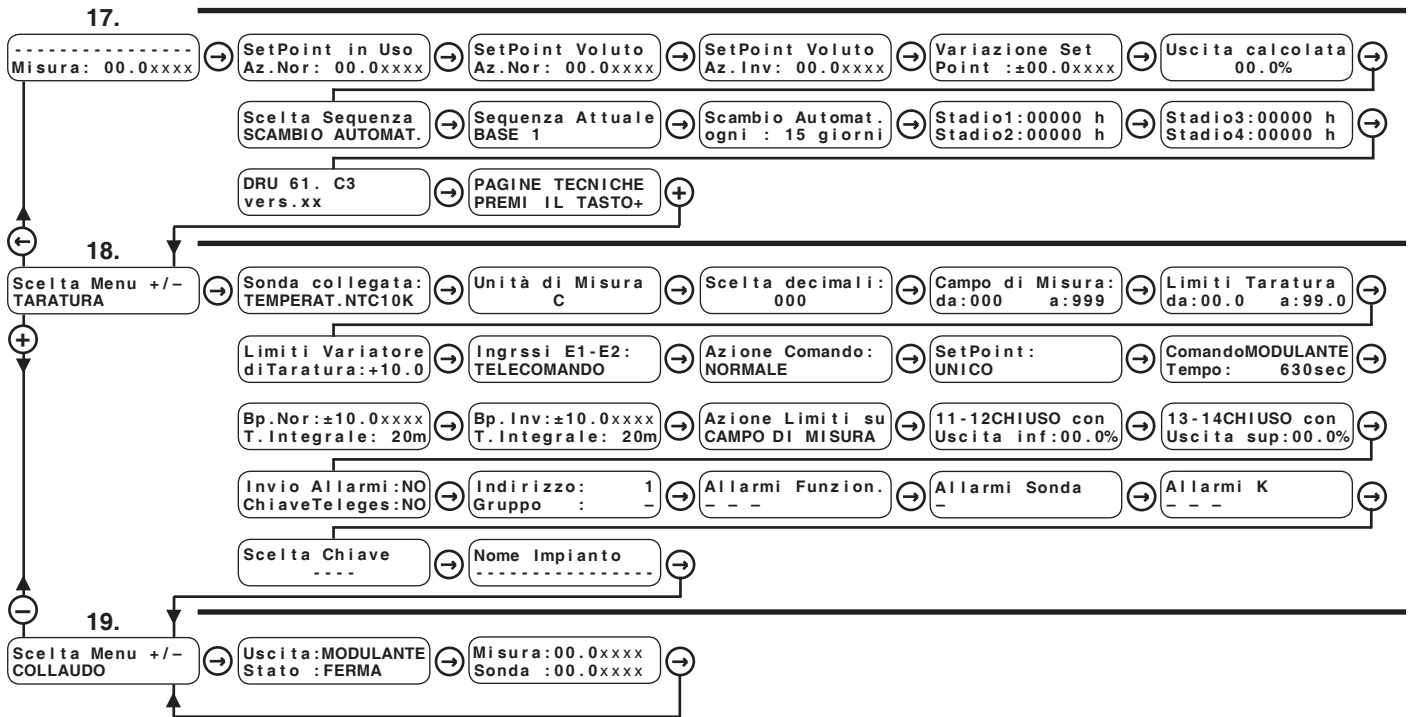 17.
- - - - - - - - - - - - - - - -
Misura: 00.0xxxx
→
SetPoint in Uso
Az.Nor: 00.0xxxx
→
SetPoint Voluto
Az.Nor: 00.0xxxx
→
SetPoint Voluto
Az.Inv: 00.0xxxx
→
Variazione Set
Point :±00.0xxxx
→
Uscita calcolata
00.0%
→
Scelta Sequenza
SCAMBIO AUTOMAT.
→
Sequenza Attuale
BASE 1
→
Scambio Automat.
ogni : 15 giorni
→
Stadio1:00000 h
Stadio2:00000 h
→
Stadio3:00000 h
Stadio4:00000 h
→
DRU 61. C3
vers.xx
→
PAGINE TECNICHE
PREMI IL TASTO+
+
←
18.
Scelta Menu +/–
TARATURA
→
Sonda collegata:
TEMPERAT.NTC10K
→
Unità di Misura
C
→
Scelta decimali:
000
→
Campo di Misura:
da:000 a:999
→
Limiti Taratura
da:00.0 a:99.0
→
+
Limiti Variatore
diTaratura:+10.0
→
Ingrssi E1-E2:
TELECOMANDO
→
Azione Comando:
NORMALE
→
SetPoint:
UNICO
→
ComandoMODULANTE
Tempo: 630sec
→
Bp.Nor:±10.0xxxx
T.Integrale: 20m
→
Bp.Inv:±10.0xxxx
T.Integrale: 20m
→
Azione Limiti su
CAMPO DI MISURA
→
11-12CHIUSO con
Uscita inf:00.0%
→
13-14CHIUSO con
Uscita sup:00.0%
→
Invio Allarmi:NO
ChiaveTeleges:NO
→
Indirizzo: 1
Gruppo : –
→
Allarmi Funzion.
– – –
→
Allarmi Sonda
–
→
Allarmi K
– – –
→
Scelta Chiave
- - - -
→
Nome Impianto
- - - - - - - - - - - - - - - -
→
–
19.
Scelta Menu +/–
COLLAUDO
→
Uscita:MODULANTE
Stato :FERMA
→
Misura:00.0xxxx
Sonda :00.0xxxx
→